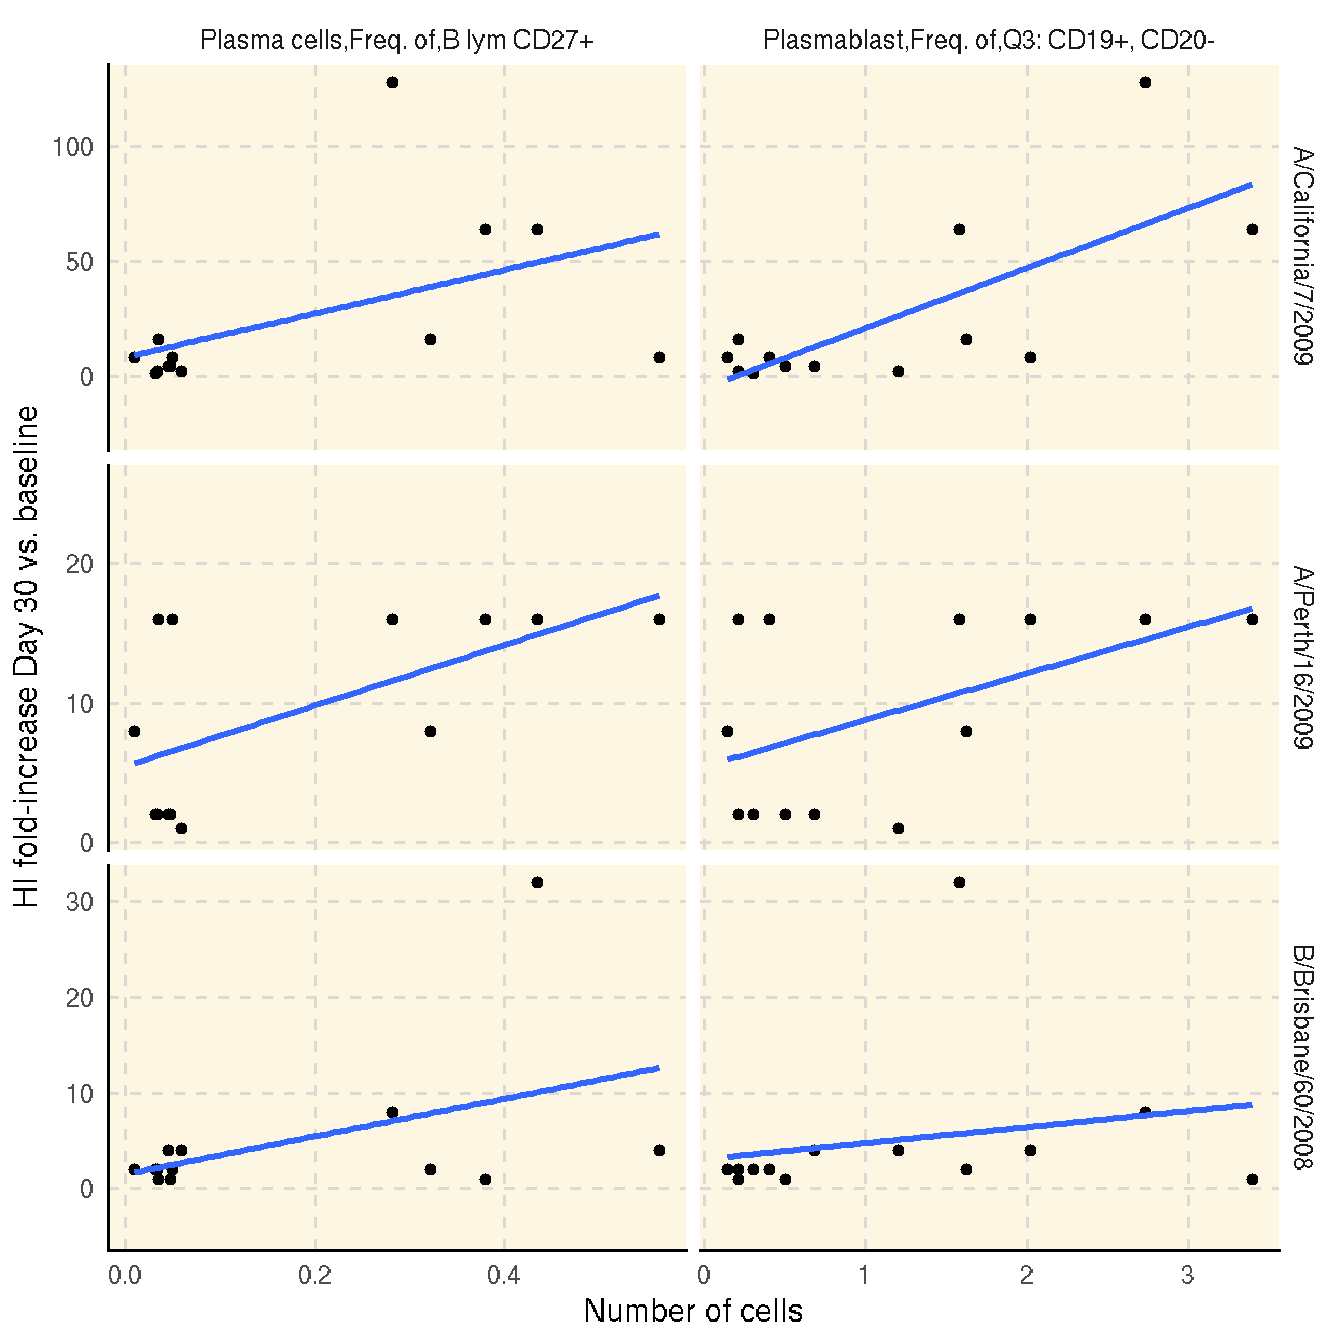 Plasma cells,Freq. of,B lym CD27+
Plasmablast,Freq. of,Q3: CD19+, CD20-
HI fold-increase Day 30 vs. baseline
100
50
0
A/California/7/2009
20
10
0
A/Perth/16/2009
30
20
10
0
B/Brisbane/60/2008
0.0
0.2
0.4
0
1
2
3
Number of cells